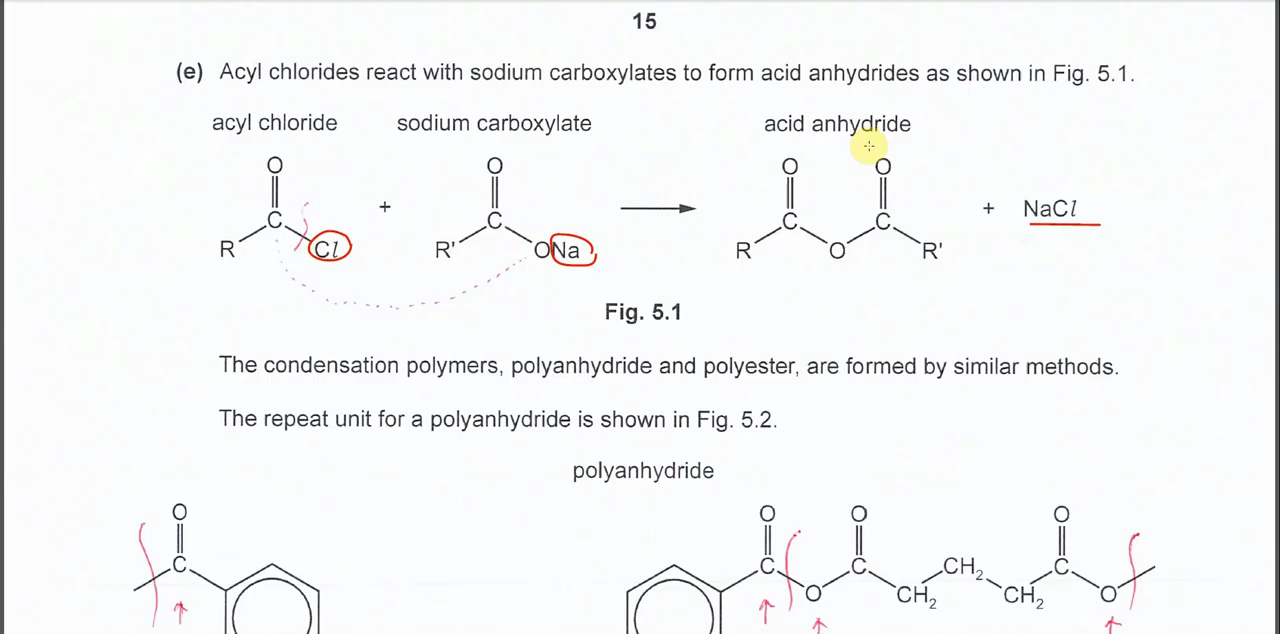 15
(e) Acyl chlorides react with sodium carboxylates to form acid anhydrides as shown in Fig. 5.1.
acyl chloride sodium carboxylate acid anhydride
O O O O
C + C C C + NaCl
R Cl R' ONa R O R'
Fig. 5.1
The condensation polymers, polyanhydride and polyester, are formed by similar methods.
The repeat unit for a polyanhydride is shown in Fig. 5.2.
polyanhydride
O O O O
C C C CH2 C
O CH2 CH2 O